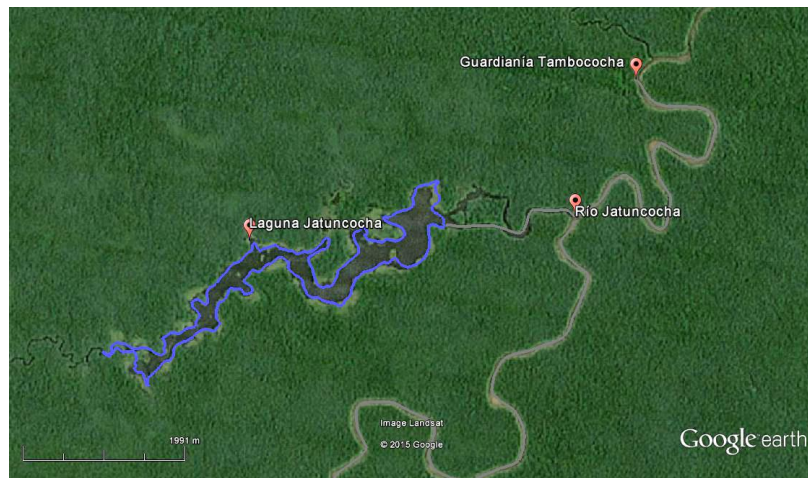 Guardianía Tambococha
Laguna Jatuncocha
Río Jatuncocha
1991 m
Image Landsat
© 2015 Google
Google earth